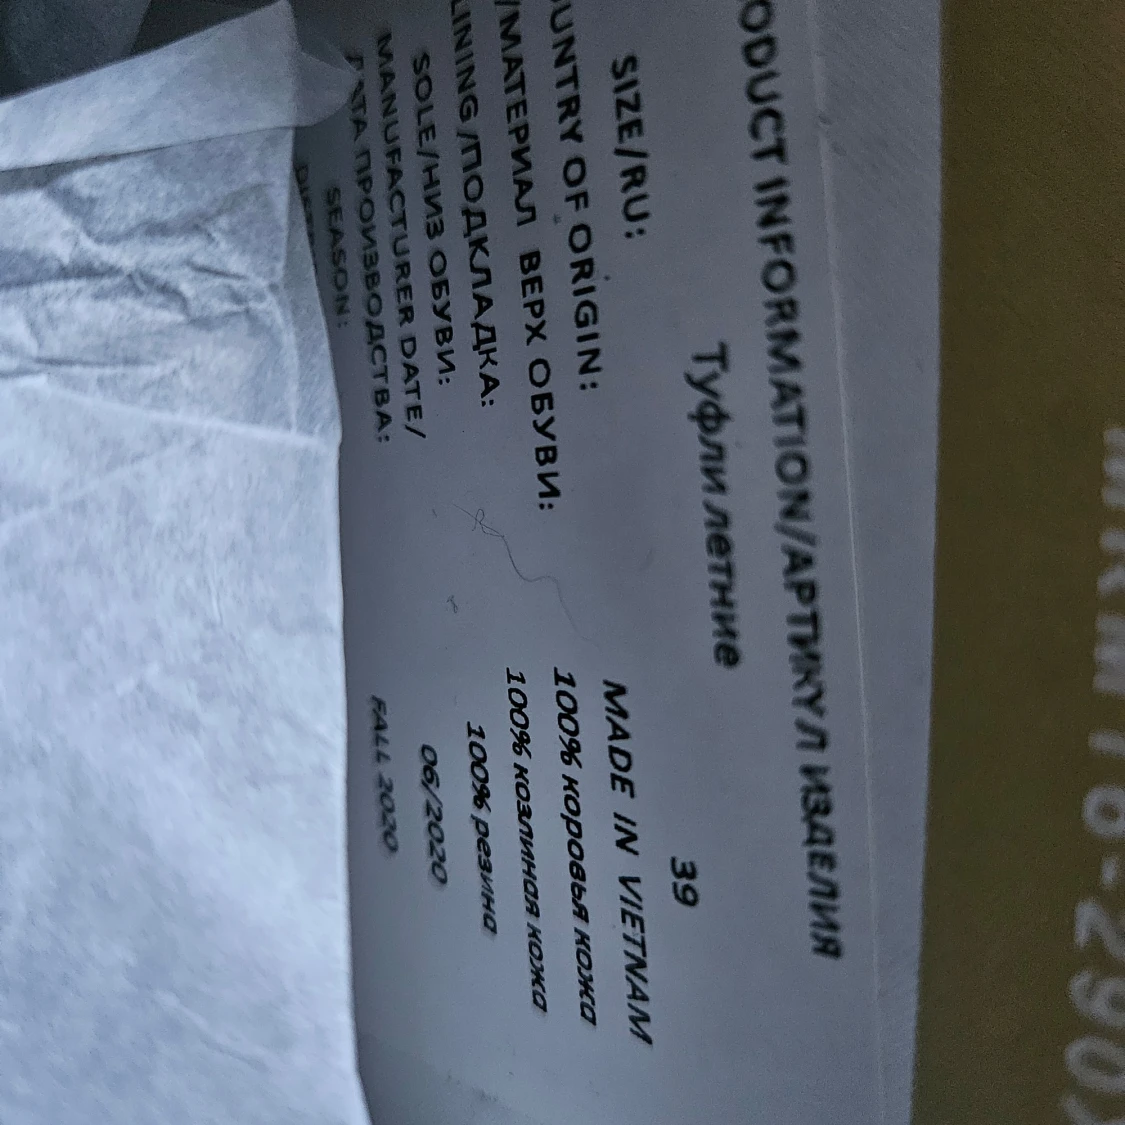 ODUCT INFORMATION/АРТИКУЛ ИЗДЕЛИЯ
Туфли летние
SIZE/RU: 39
OUNTRY OF ORIGIN: MADE IN VIETNAM
/МАТЕРИАЛ ВЕРХ ОБУВИ: 100% коровья кожа
LINING/ПОДКЛАДКА: 100% козлиная кожа
SOLE/НИЗ ОБУВИ: 100% резина
MANUFACTURER DATE/
ДАТА ПРОИЗВОДСТВА: 06/2020
SEASON: FALL 2020